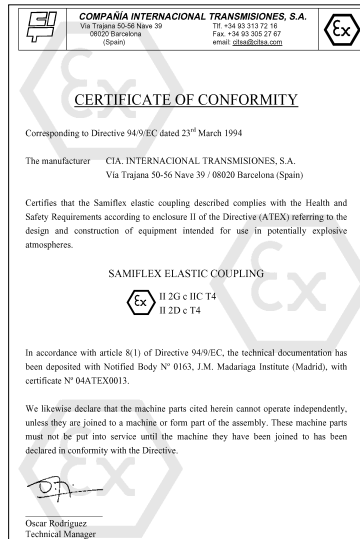 COMPAÑÍA INTERNACIONAL TRANSMISIONES, S.A.
Vía Trajana 50-56 Nave 39 Tlf. +34 93 313 72 16
08020 Barcelona Fax. +34 93 305 27 67
(Spain) email: citsa@citsa.com
CERTIFICATE OF CONFORMITY
Corresponding to Directive 94/9/EC dated 23rd March 1994
The manufacturer CIA. INTERNACIONAL TRANSMISIONES, S.A.
Vía Trajana 50-56 Nave 39 / 08020 Barcelona (Spain)
Certifies that the Samiflex elastic coupling described complies with the Health and
Safety Requirements according to enclosure II of the Directive (ATEX) referring to the
design and construction of equipment intended for use in potentially explosive
atmospheres.
SAMIFLEX ELASTIC COUPLING
Ex II 2G c IIC T4
II 2D c T4
In accordance with article 8(1) of Directive 94/9/EC, the technical documentation has
been deposited with Notified Body Nº 0163, J.M. Madariaga Institute (Madrid), with
certificate Nº 04ATEX0013.
We likewise declare that the machine parts cited herein cannot operate independently,
unless they are joined to a machine or form part of the assembly. These machine parts
must not be put into service until the machine they have been joined to has been
declared in conformity with the Directive.
Oscar Rodríguez
Technical Manager